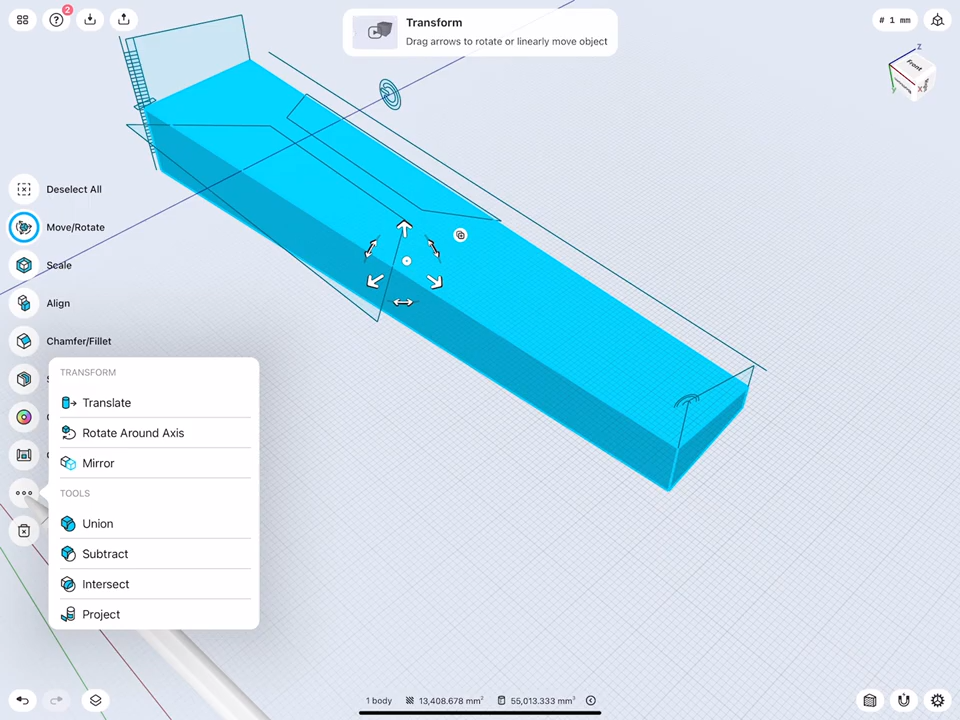 2
Transform
Drag arrows to rotate or linearly move object
# 1 mm
Z
Front
X
Y
Deselect All
Move/Rotate
Scale
Align
Chamfer/Fillet
TRANSFORM
Translate
Rotate Around Axis
Mirror
TOOLS
Union
Subtract
Intersect
Project
1 body 13,408.678 mm² 55,013.333 mm³